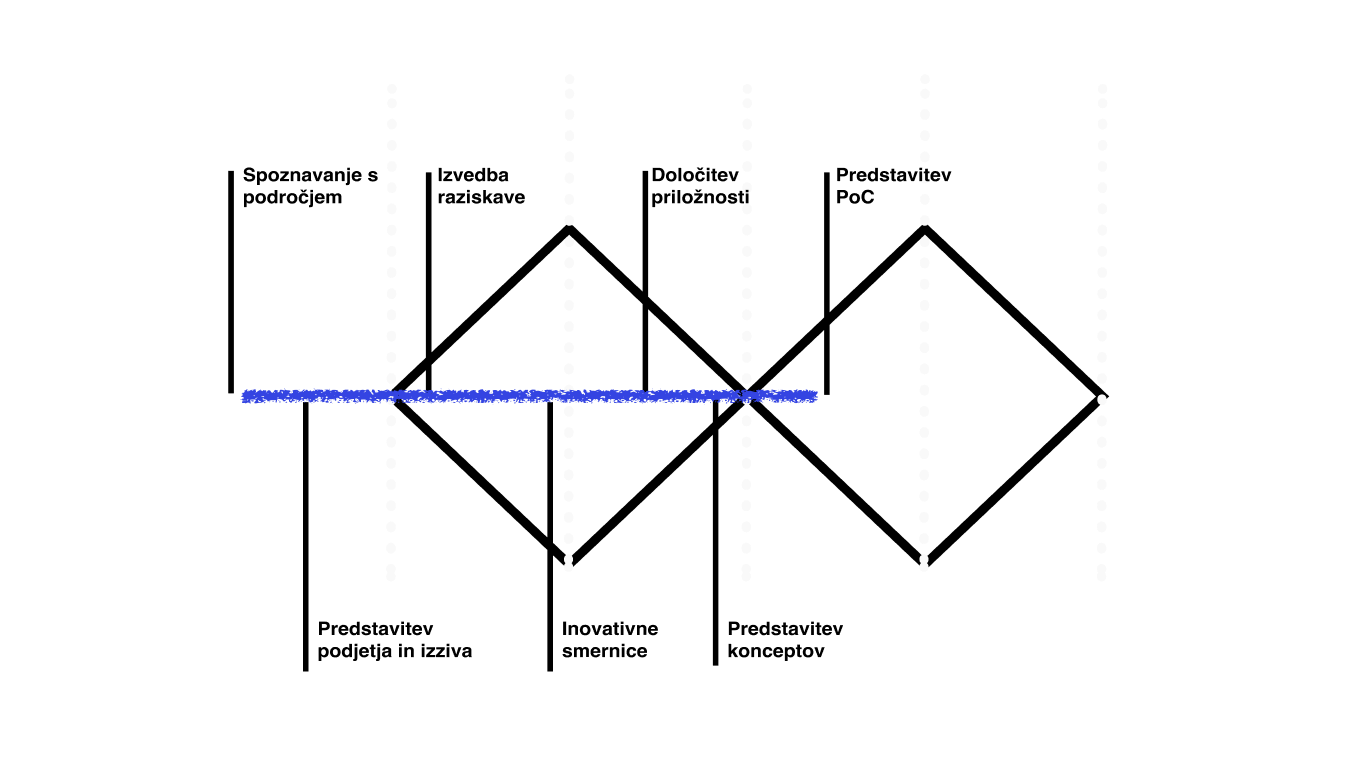 Spoznavanje s
področjem
Izvedba
raziskave
Določitev
priložnosti
Predstavitev
PoC
Predstavitev
podjetja in izziva
Inovativne
smernice
Predstavitev
konceptov